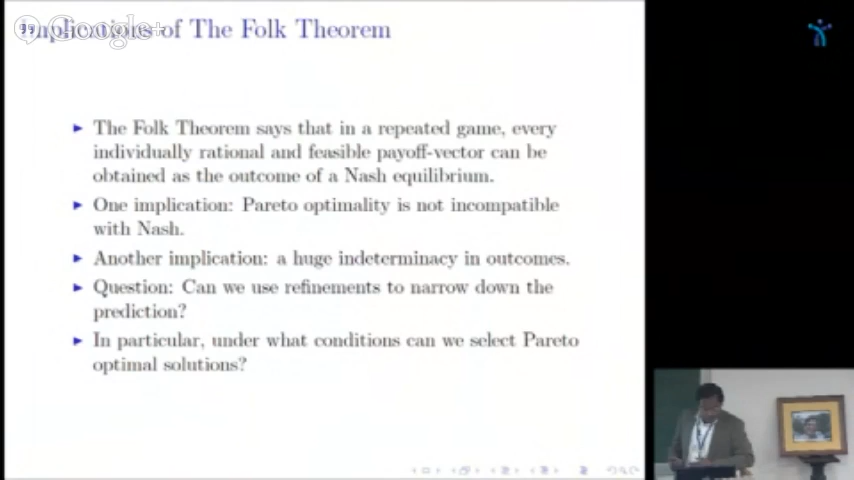 Implications of The Folk Theorem
Google+
The Folk Theorem says that in a repeated game, every
individually rational and feasible payoff-vector can be
obtained as the outcome of a Nash equilibrium.
One implication: Pareto optimality is not incompatible
with Nash.
Another implication: a huge indeterminacy in outcomes.
Question: Can we use refinements to narrow down the
prediction?
In particular, under what conditions can we select Pareto
optimal solutions?